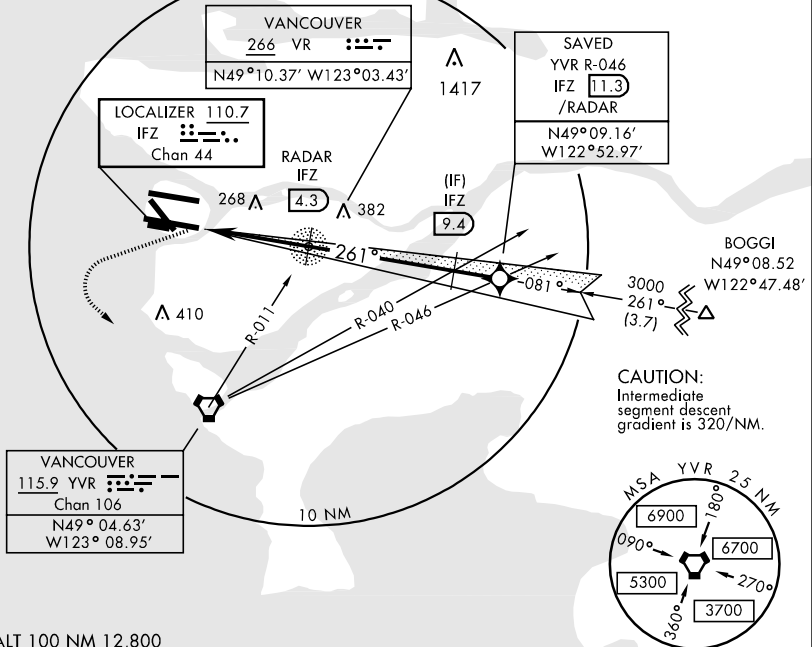 VANCOUVER
266 VR
N49°10.37' W123°03.43'
1417
SAVED
YVR R-046
IFZ 11.3
/RADAR
N49°09.16'
W122°52.97'
LOCALIZER 110.7
IFZ
Chan 44
RADAR
IFZ
4.3
268
382
(IF)
IFZ
9.4
261°
081°
BOGGI
N49°08.52
W122°47.48'
3000
261°
(3.7)
410
R-011
R-040
R-046
CAUTION:
Intermediate
segment descent
gradient is 320/NM.
VANCOUVER
115.9 YVR
Chan 106
N49° 04.63'
W123° 08.95'
10 NM
MSA YVR 25 NM
6900
180°
090°
6700
5300
270°
360°
3700
ALT 100 NM 12,800